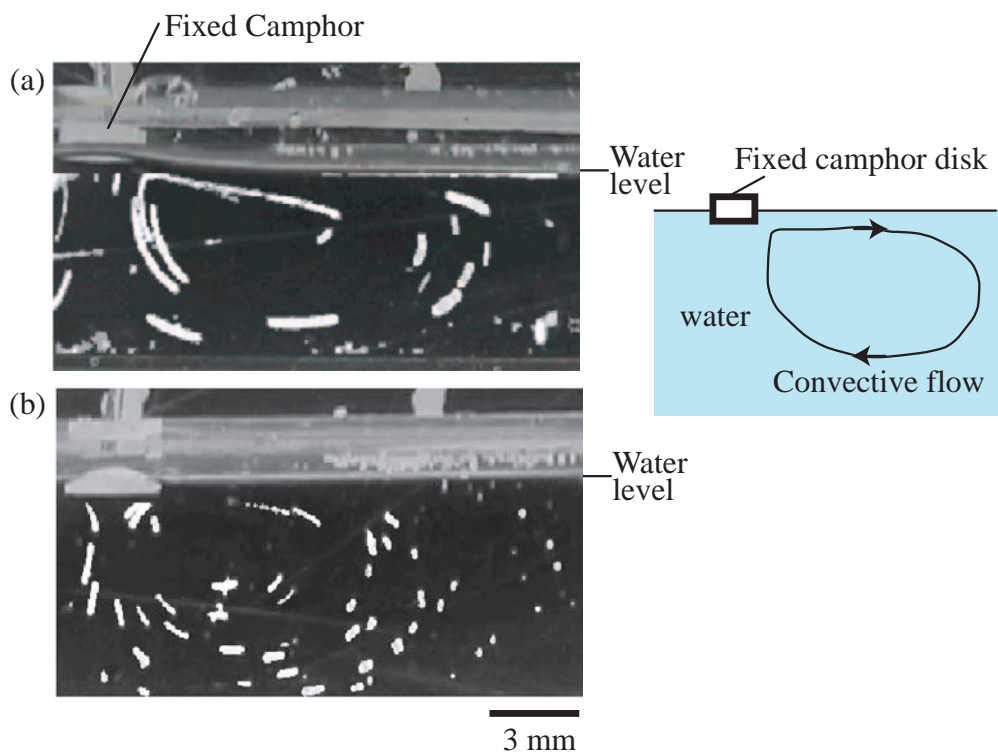 Fixed Camphor
(a)
Water
level
Fixed camphor disk
water
Convective flow
(b)
Water
level
3 mm